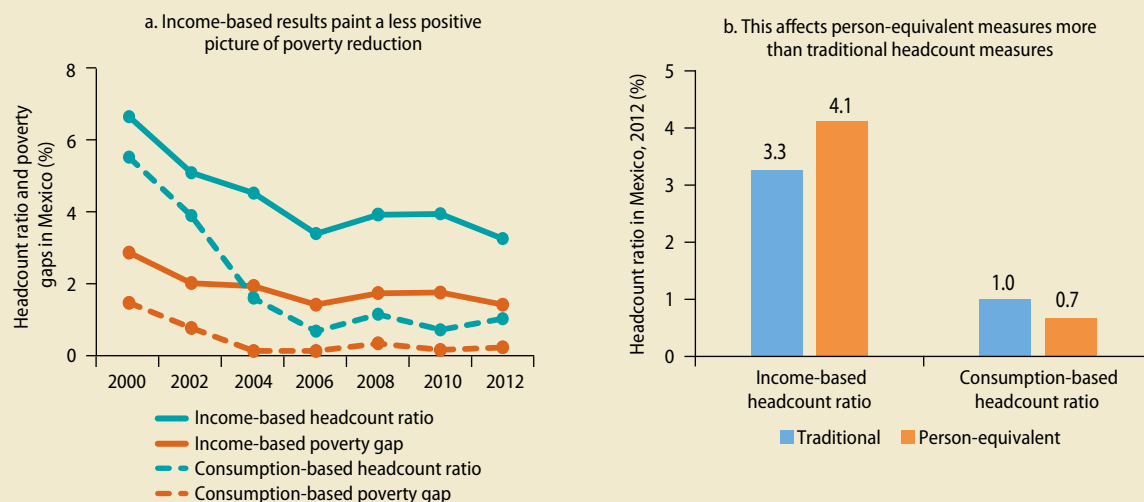 a. Income-based results paint a less positive
picture of poverty reduction
Headcount ratio and poverty
gaps in Mexico (%)
8
6
4
2
0
2000 2002 2004 2006 2008 2010 2012
Income-based headcount ratio
Income-based poverty gap
Consumption-based headcount ratio
Consumption-based poverty gap
b. This affects person-equivalent measures more
than traditional headcount measures
Headcount ratio in Mexico, 2012 (%)
5
4
3
2
1
0
3.3
4.1
1.0
0.7
Income-based
headcount ratio
Consumption-based
headcount ratio
Traditional Person-equivalent